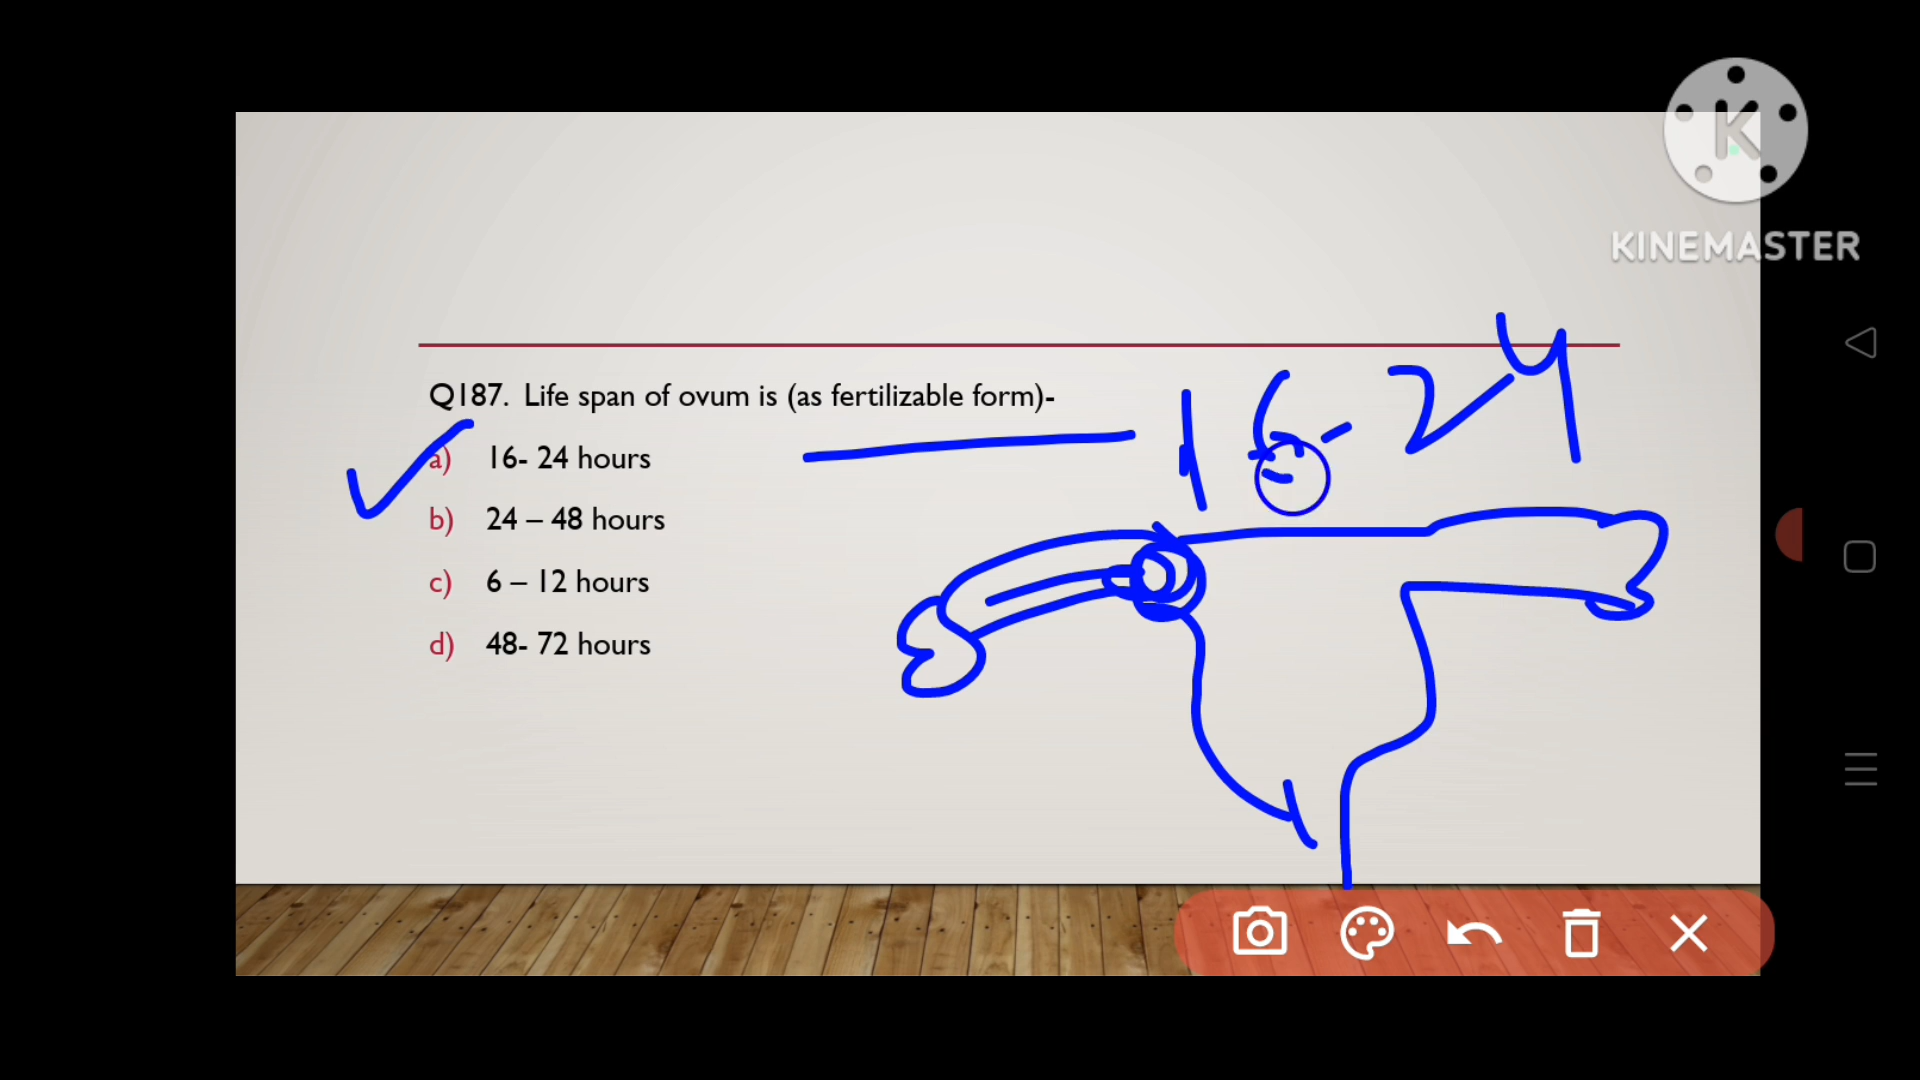 K
KINEMASTER
16-24
Q187. Life span of ovum is (as fertilizable form)-
a) 16- 24 hours
b) 24 – 48 hours
c) 6 – 12 hours
d) 48- 72 hours